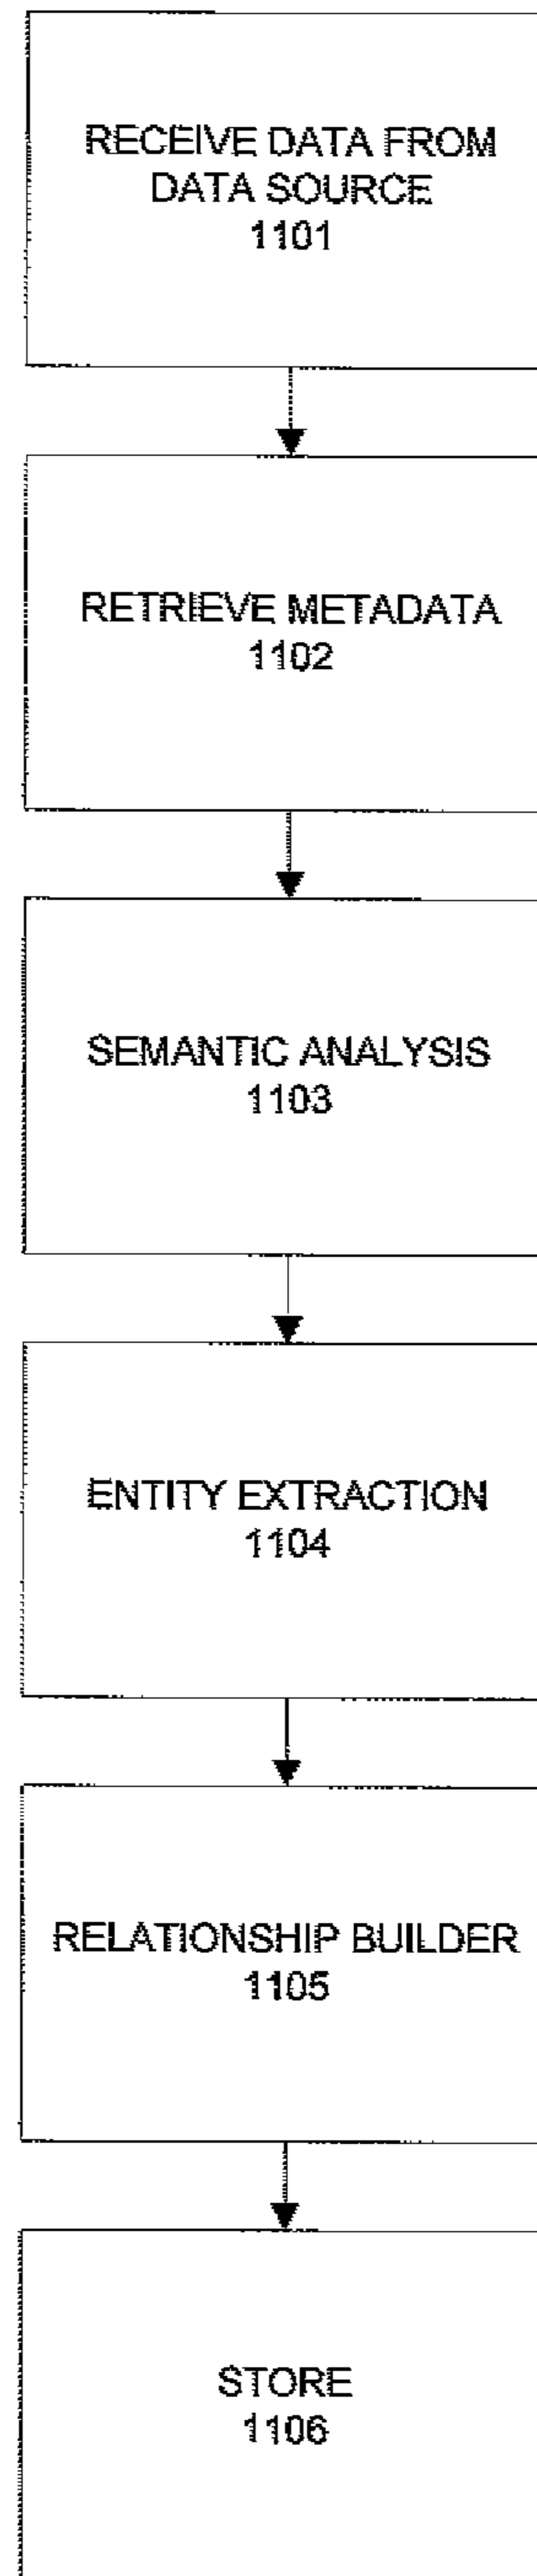 RECEIVE DATA FROM
DATA SOURCE
1101
RETRIEVE METADATA
1102
SEMANTIC ANALYSIS
1103
ENTITY EXTRACTION
1104
RELATIONSHIP BUILDER
1105
STORE
1106